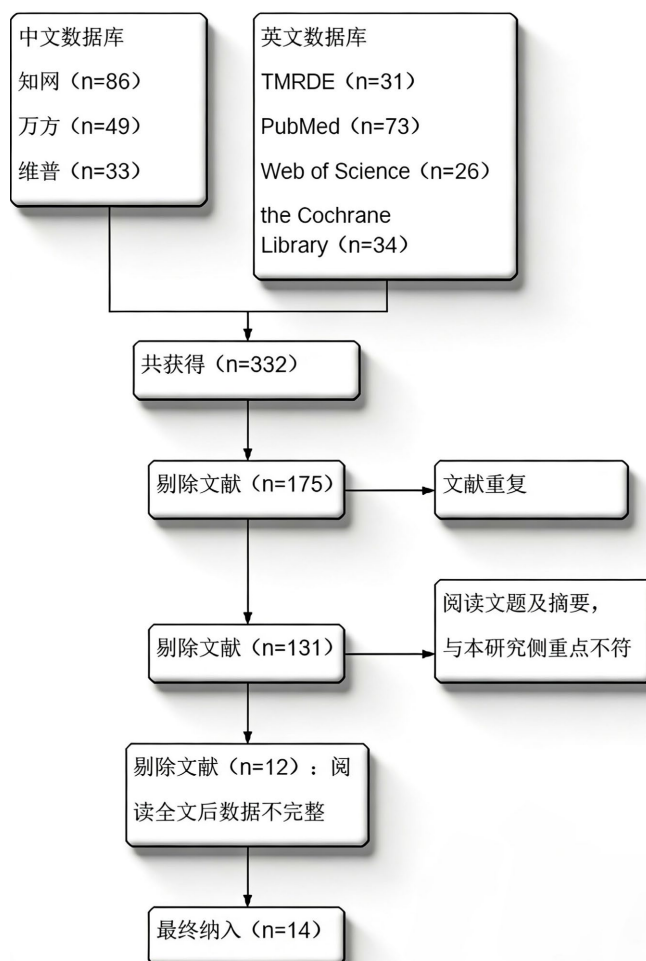 中文数据库
知网（n=86）
万方（n=49）
维普（n=33）
英文数据库
TMRDE（n=31）
PubMed（n=73）
Web of Science（n=26）
the Cochrane
Library（n=34）
共获得（n=332）
剔除文献（n=175）
文献重复
剔除文献（n=131）
阅读文题及摘要，
与本研究侧重点不符
剔除文献（n=12）：阅
读全文后数据不完整
最终纳入（n=14）